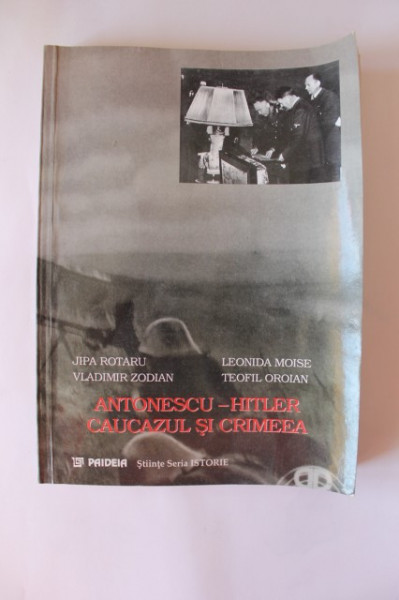 JIPA ROTARU LEONIDA MOISE
VLADIMIR ZODIAN TEOFIL OROIAN
ANTONESCU – HITLER
CAUCAZUL ŞI CRIMEEA
PAIDEIA Ştiinţe Seria ISTORIE